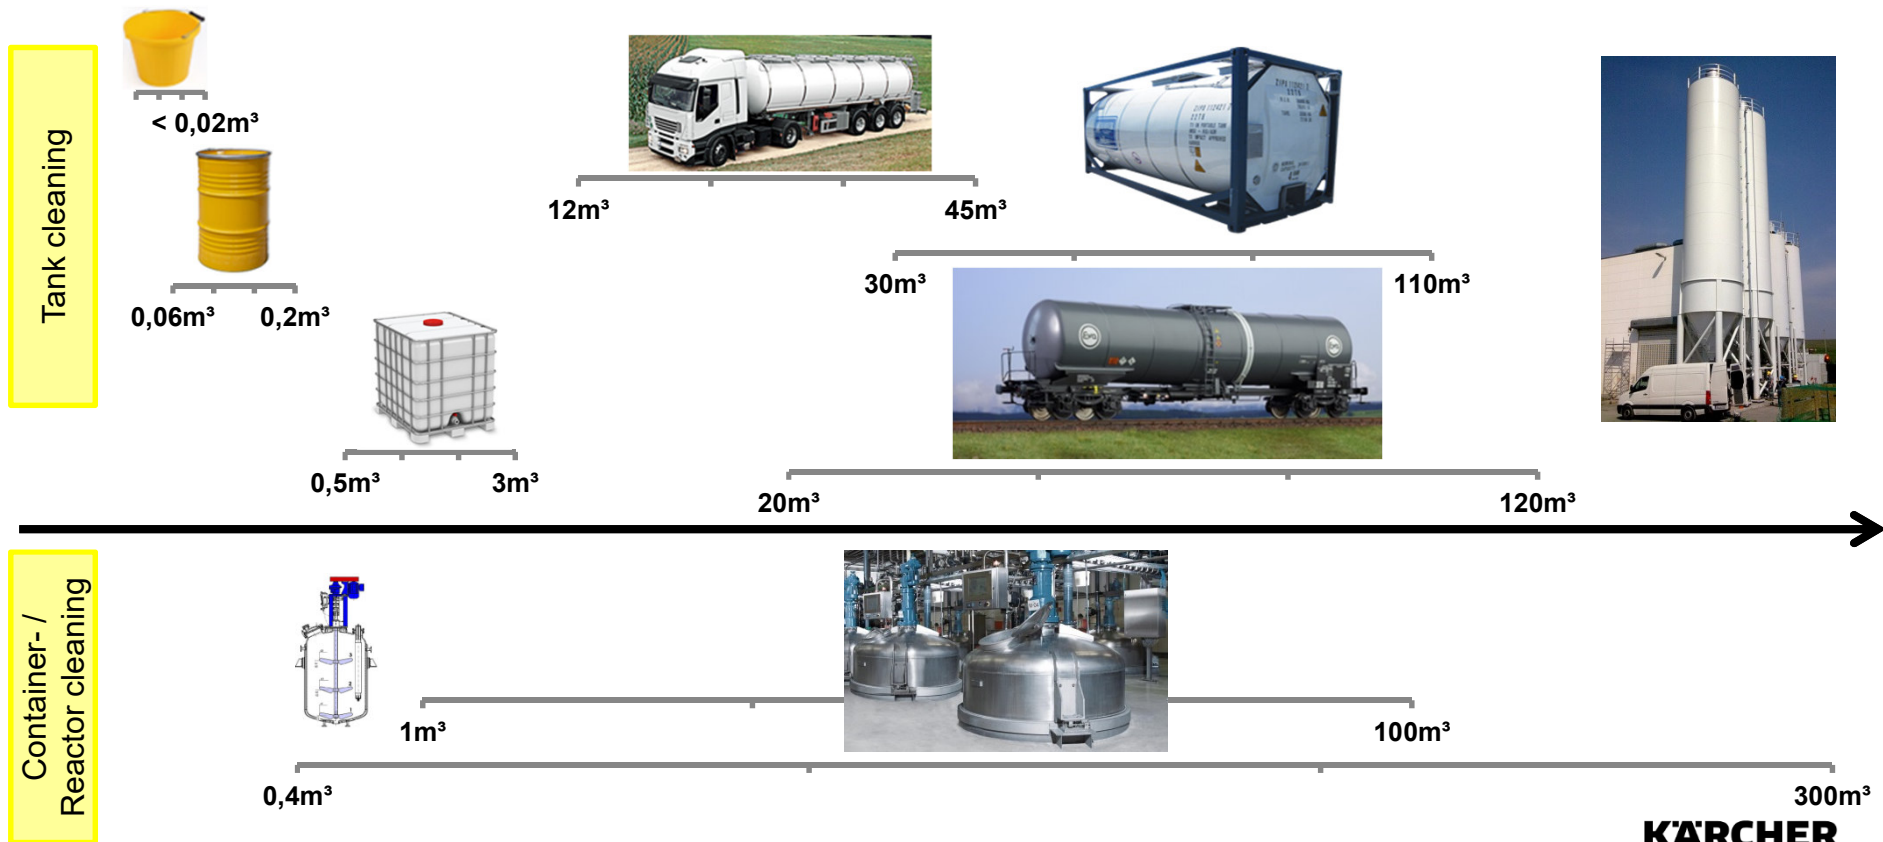 Tank cleaning
< 0,02m³
0,06m³ 0,2m³
0,5m³ 3m³
12m³ 45m³
30m³ 110m³
20m³ 120m³
Container- /
Reactor cleaning
1m³ 100m³
0,4m³ 300m³
KÄRCHER